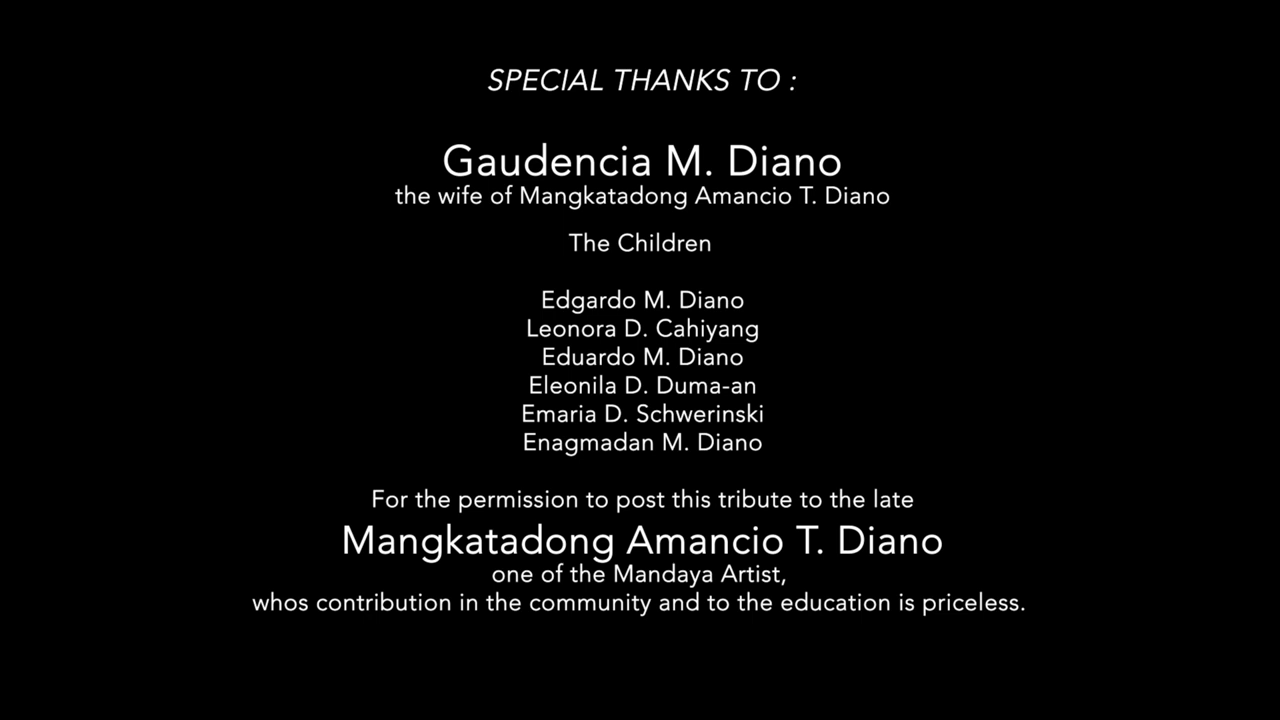 SPECIAL THANKS TO :
Gaudencia M. Diano
the wife of Mangkatadong Amancio T. Diano
The Children
Edgardo M. Diano
Leonora D. Cahiyang
Eduardo M. Diano
Eleonila D. Duma-an
Emaria D. Schwerinski
Enagmadan M. Diano
For the permission to post this tribute to the late
Mangkatadong Amancio T. Diano
one of the Mandaya Artist,
whos contribution in the community and to the education is priceless.